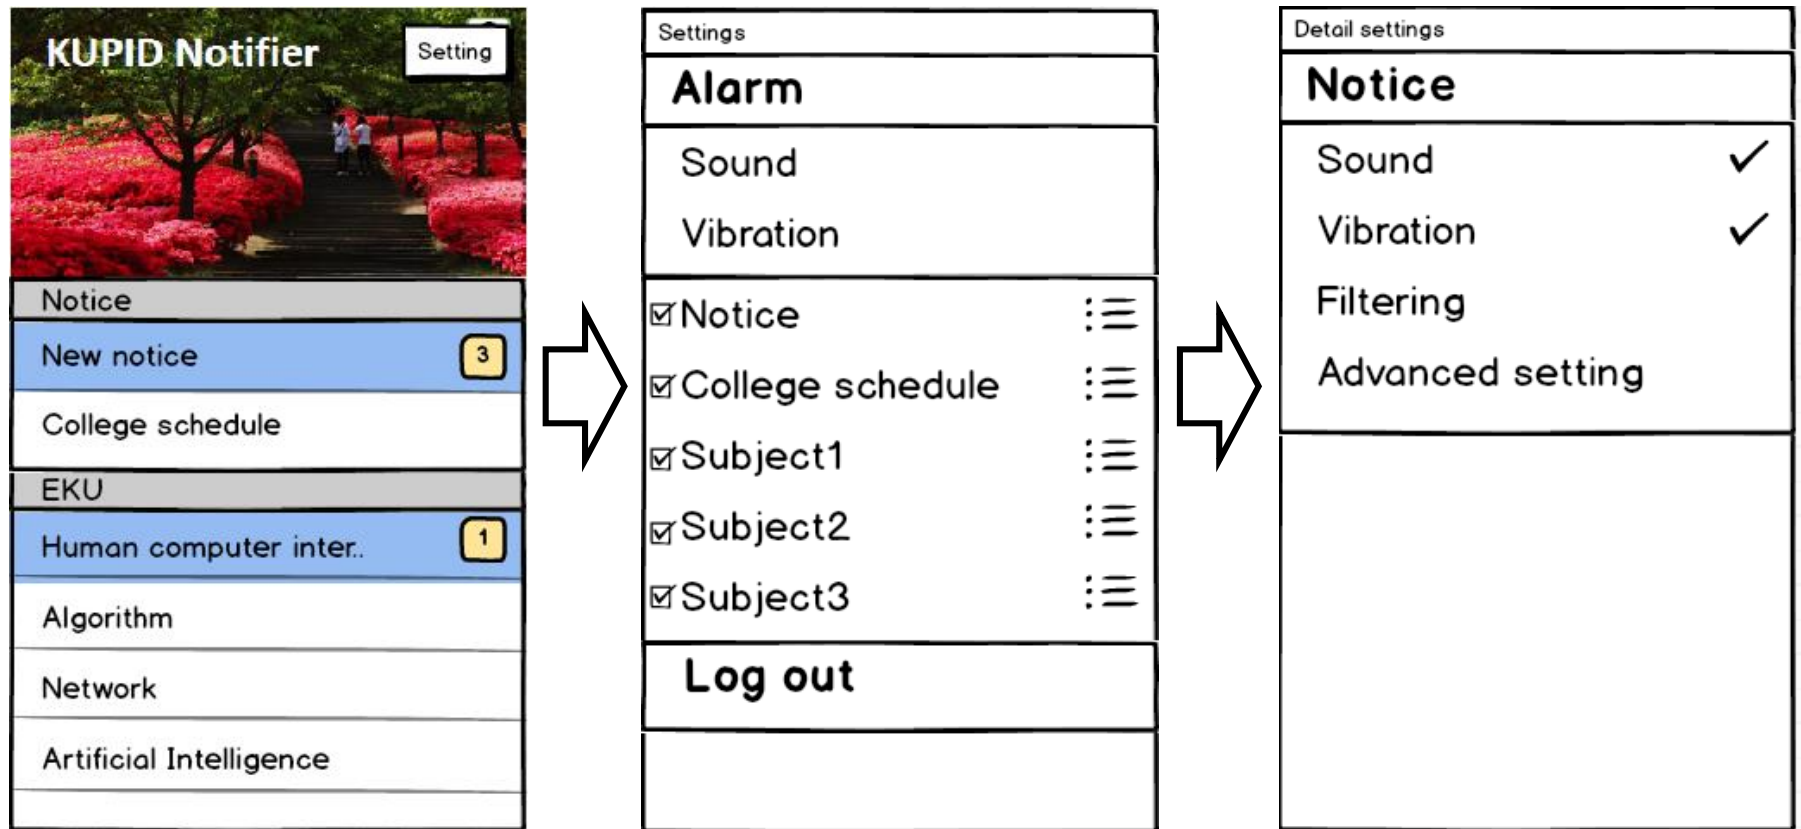 KUPID Notifier
Setting
Notice
New notice 3
College schedule
EKU
Human computer inter.. 1
Algorithm
Network
Artificial Intelligence
Settings
Alarm
Sound
Vibration
Notice
College schedule
Subject1
Subject2
Subject3
Log out
Detail settings
Notice
Sound
Vibration
Filtering
Advanced setting